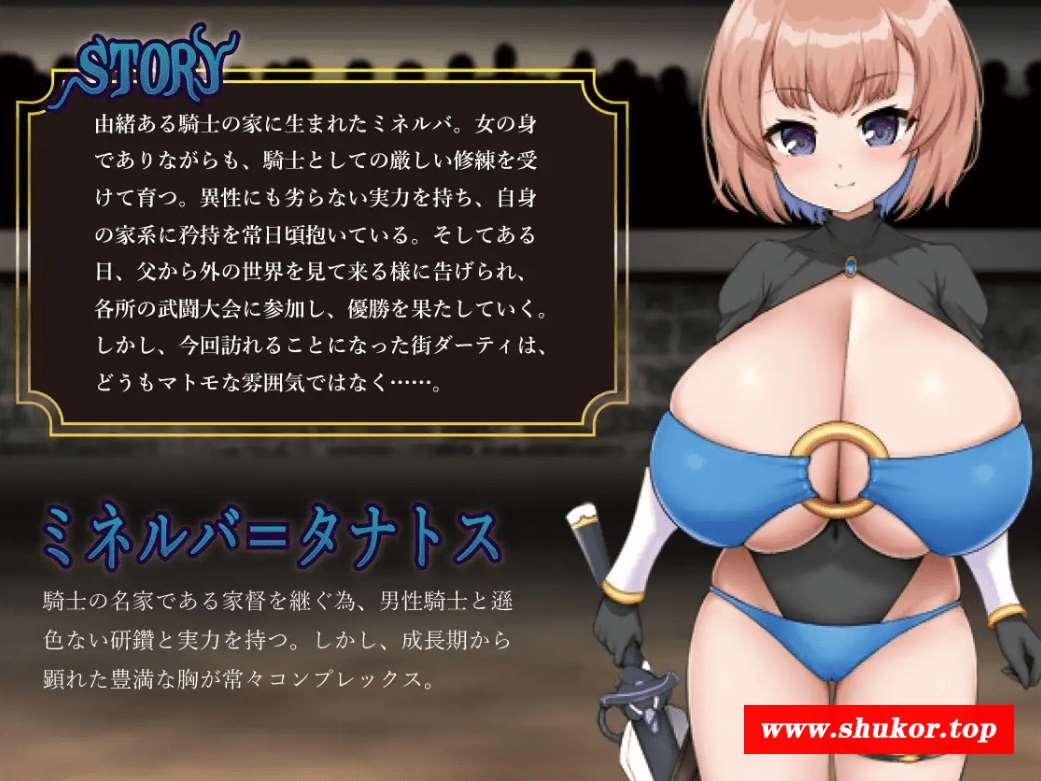 STORY
由緒ある騎士の家に生まれたミネルバ。女の身
でありながらも、騎士としての厳しい修練を受
けて育つ。異性にも劣らない実力を持ち、自身
の家系に矜持を常日頃抱いている。そしてある
日、父から外の世界を見て来る様に告げられ、
各所の武闘大会に参加し、優勝を果たしていく。
しかし、今回訪れることになった街ダーティは、
どうもマトモな雰囲気ではなく……。
ミネルバ＝タナトス
騎士の名家である家督を継ぐ為、男性騎士と遜
色ない研鑽と実力を持つ。しかし、成長期から
顕れた豊満な胸が常々コンプレックス。
www.shukor.top